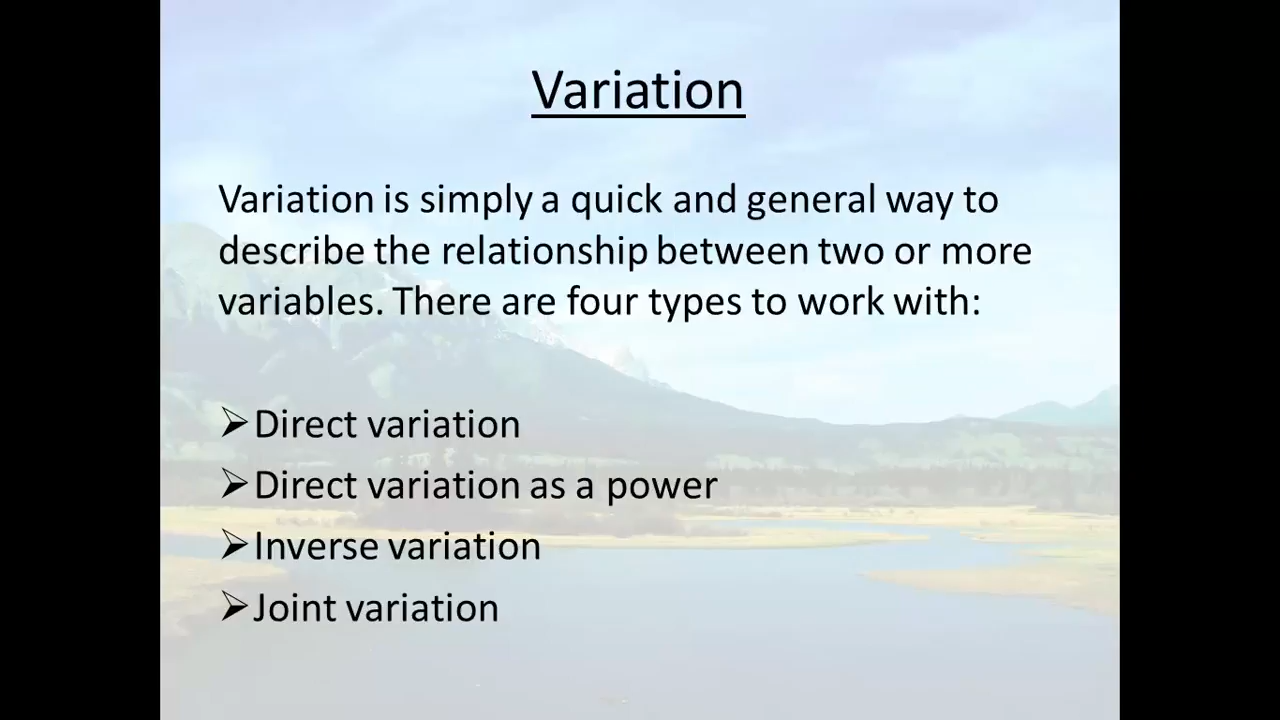 Variation
Variation is simply a quick and general way to
describe the relationship between two or more
variables. There are four types to work with:
Direct variation
Direct variation as a power
Inverse variation
Joint variation